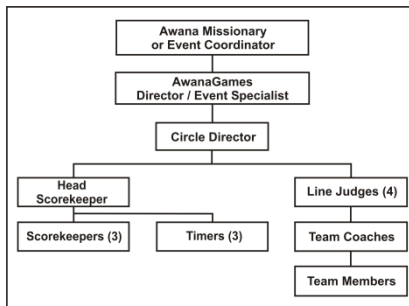 Awana Missionary
or Event Coordinator
AwanaGames
Director / Event Specialist
Circle Director
Head
Scorekeeper
Line Judges (4)
Scorekeepers (3)
Timers (3)
Team Coaches
Team Members